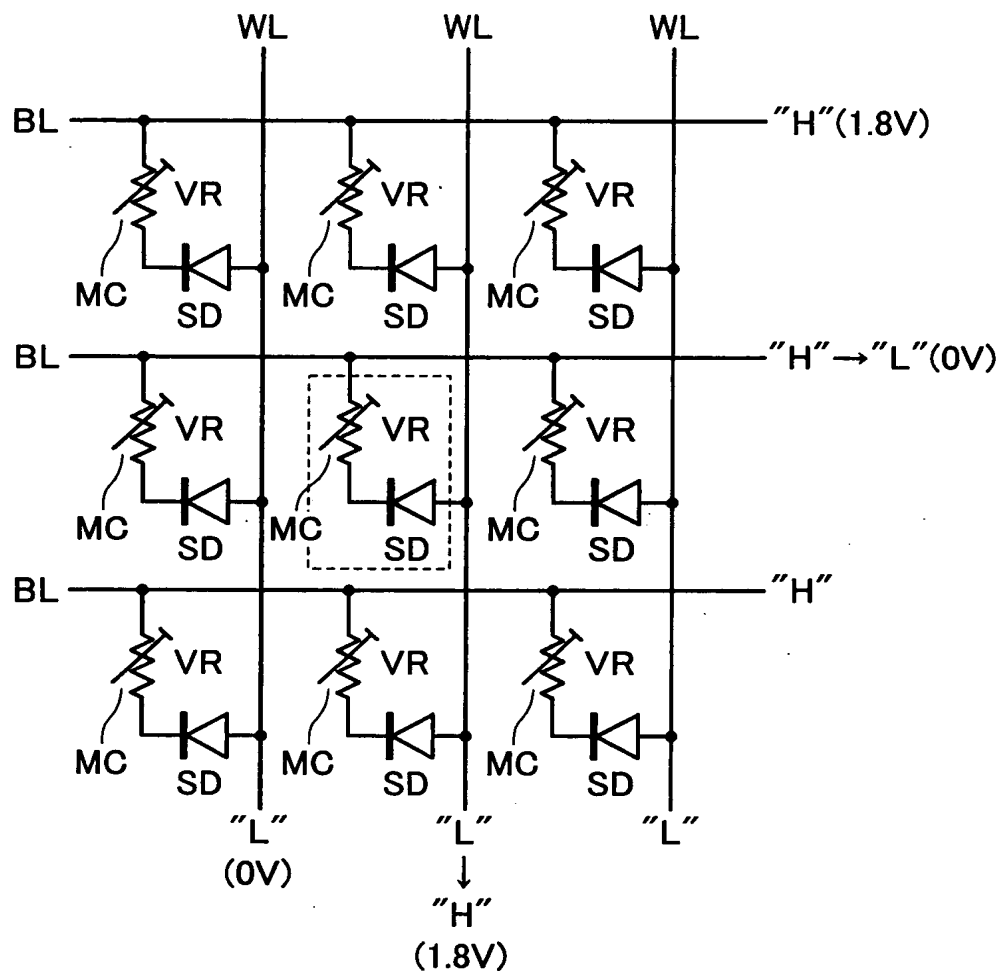 WL WL WL
BL "H"(1.8V)
VR VR VR
MC MC MC
SD SD SD
BL "H"→"L"(0V)
VR VR VR
MC MC MC
SD SD SD
BL "H"
VR VR VR
MC MC MC
SD SD SD
"L" "L" "L"
(0V) ↓
"H"
(1.8V)